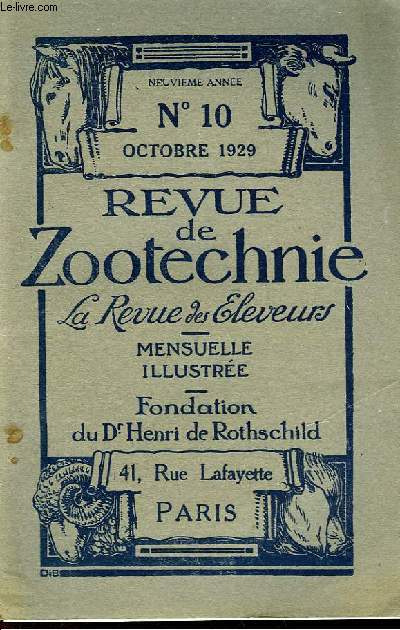 Le-livre.com
NEUVIEME ANNÉE
N° 10
OCTOBRE 1929
REVUE
de
Zootechnie
La Revue des Eleveurs
MENSUELLE
ILLUSTRÉE
Fondation
du Dr Henri de Rothschild
41, Rue Lafayette
PARIS